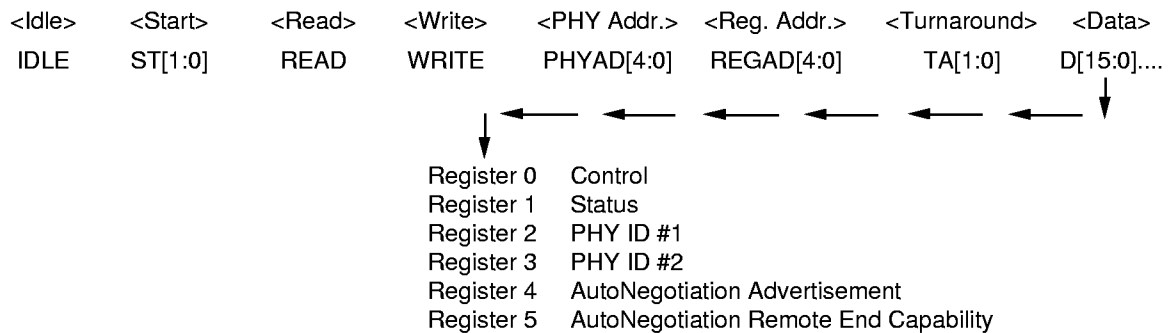 <Idle> <Start> <Read> <Write> <PHY Addr.> <Reg. Addr.> <Turnaround> <Data>
IDLE ST[1:0] READ WRITE PHYAD[4:0] REGAD[4:0] TA[1:0] D[15:0]....
Register 0 Control
Register 1 Status
Register 2 PHY ID #1
Register 3 PHY ID #2
Register 4 AutoNegotiation Advertisement
Register 5 AutoNegotiation Remote End Capability